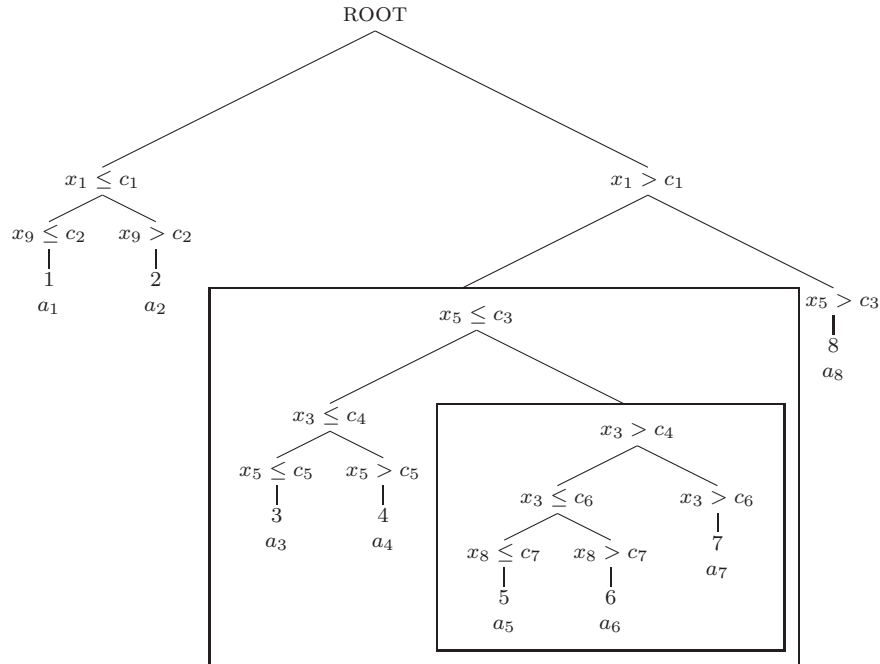 ROOT
x₁ ≤ c₁ x₁ > c₁
x₉ ≤ c₂ x₉ > c₂
1 2
a₁ a₂
x₅ ≤ c₃ x₅ > c₃
8
a₈
x₃ ≤ c₄ x₃ > c₄
x₅ ≤ c₅ x₅ > c₅ x₃ ≤ c₆ x₃ > c₆
3 4 7
a₃ a₄ a₇
x₈ ≤ c₇ x₈ > c₇
5 6
a₅ a₆